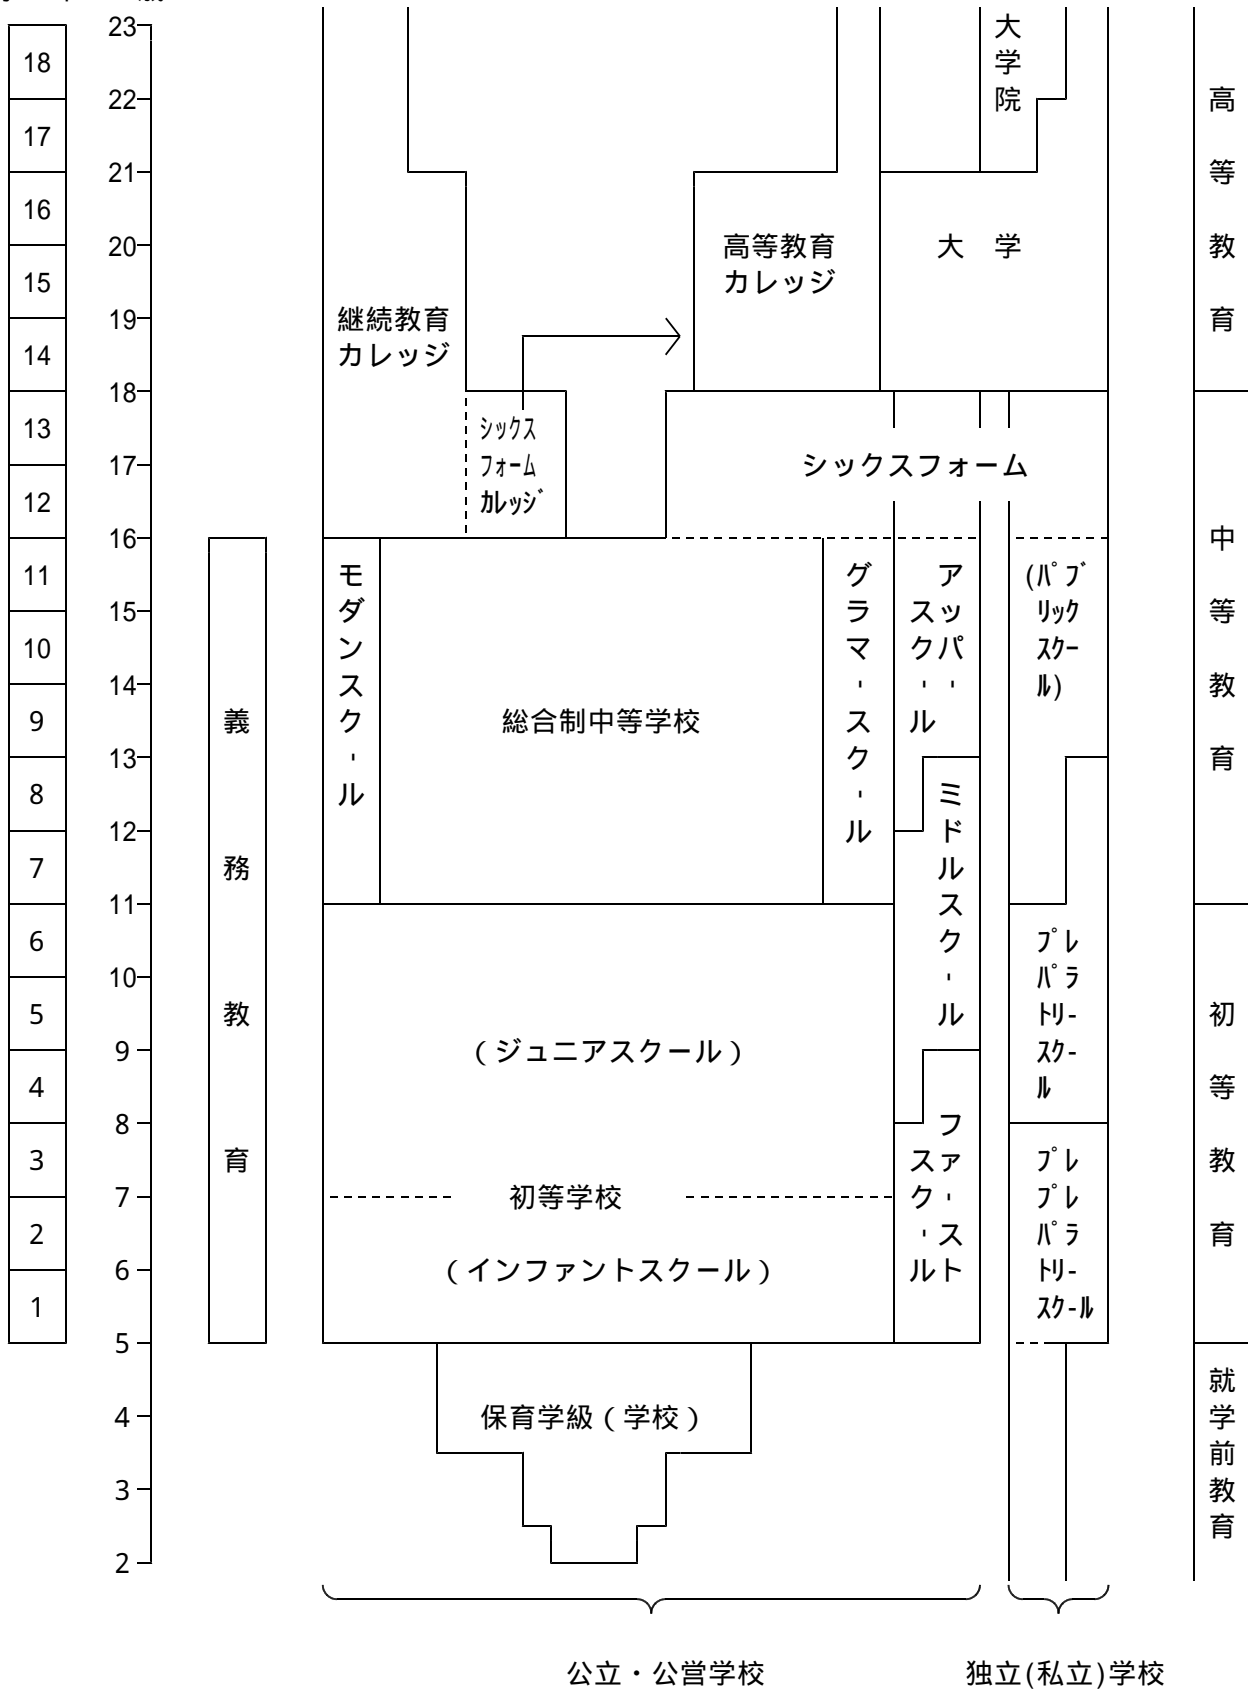 23
18
22
17
21
16
20
15
19
14
18
13
17
12
16
11
15
10
14
9
13
8
12
7
11
6
10
5
9
4
8
3
7
2
6
1
5
4
3
2
義務教育
大学院
高等教育
カレッジ
大 学
継続教育
カレッジ
シックス
フォーム
カレッジ
シックスフォーム
モダンスクール
総合制中等学校
グラマースクール
アッパー
スクール
(パブ
リック
スクー
ル)
ミドルスクール
(ジュニアスクール)
プレ
パラ
トリー
スクー
ル
ファースト
スクール
初等学校
(インファントスクール)
プレ
プレ
パラ
トリー
スクール
保育学級(学校)
高等教育
中等教育
初等教育
就学前教育
公立・公営学校
独立(私立)学校